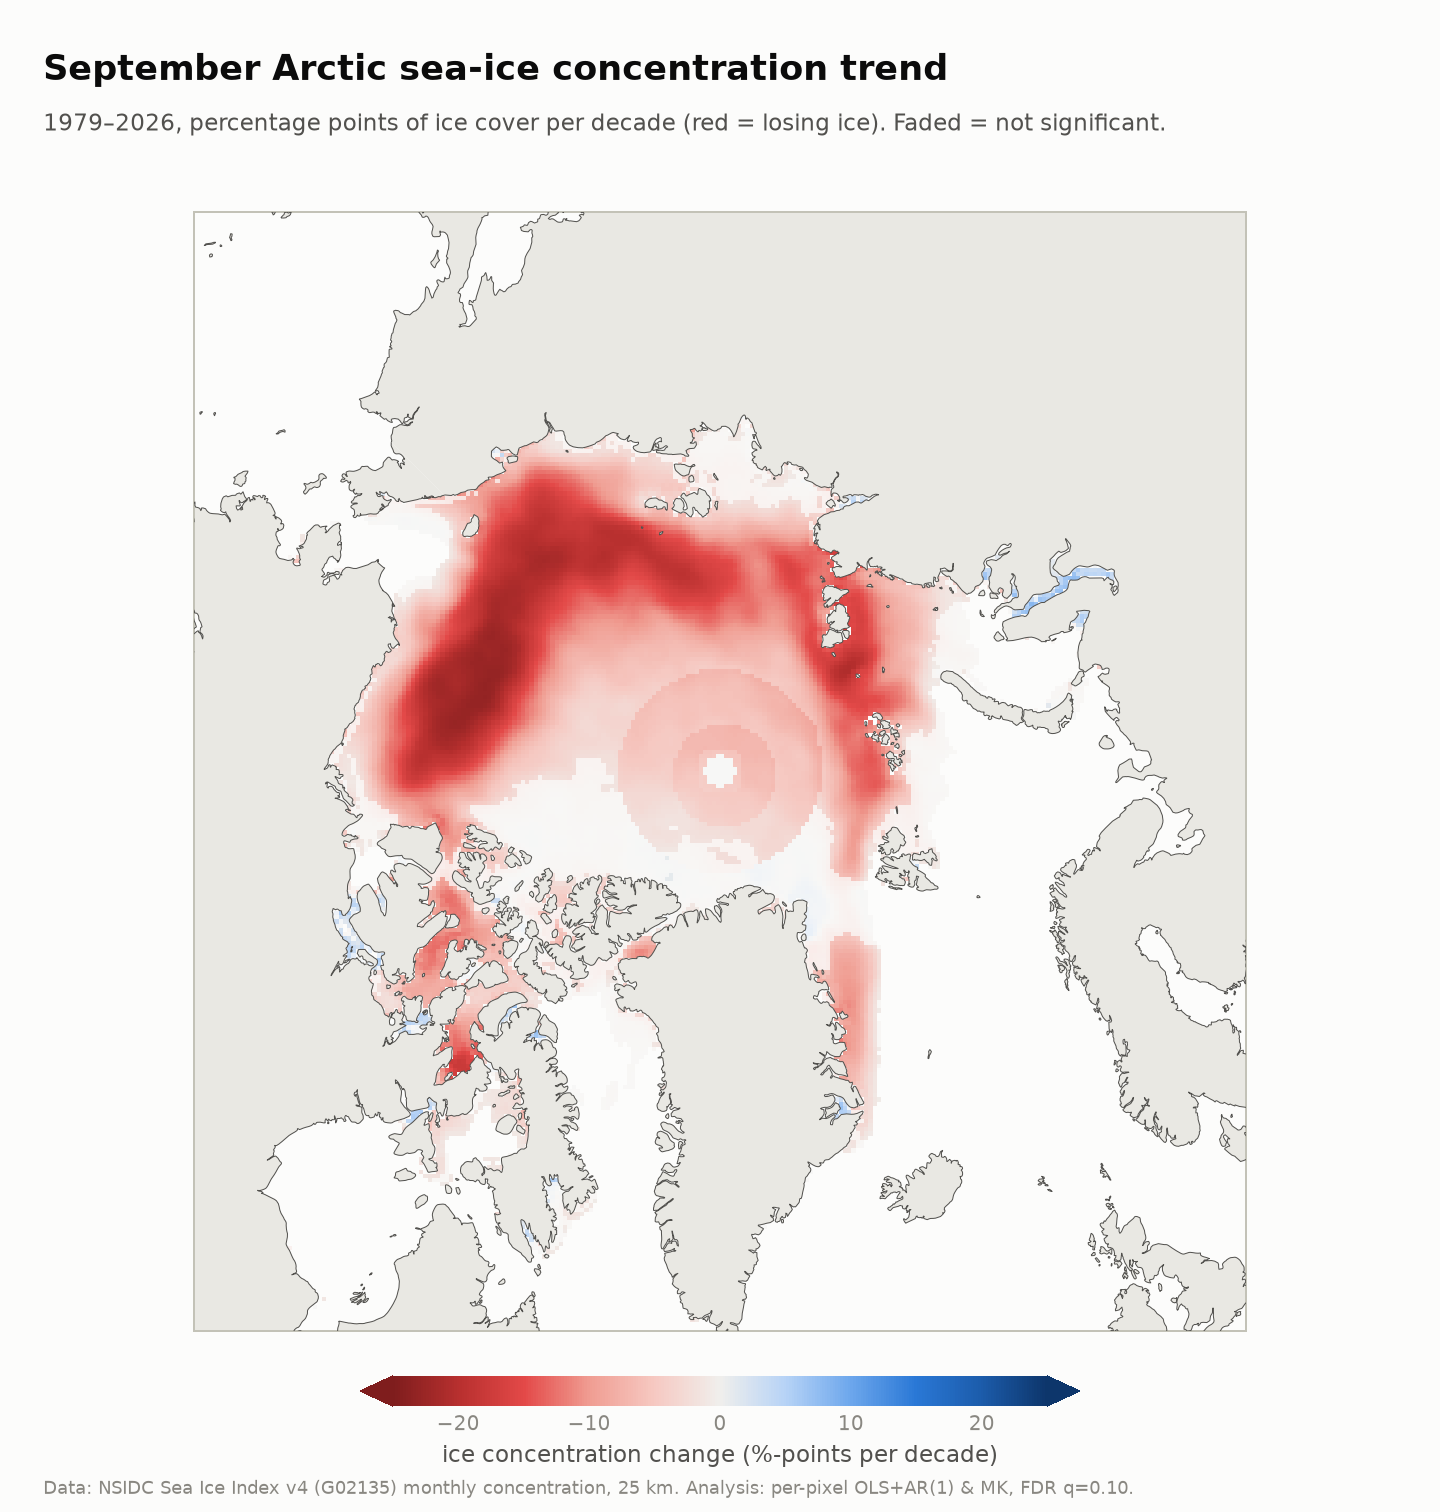 September Arctic sea-ice concentration trend
1979–2026, percentage points of ice cover per decade (red = losing ice). Faded = not significant.
−20 −10 0 10 20
ice concentration change (%-points per decade)
Data: NSIDC Sea Ice Index v4 (G02135) monthly concentration, 25 km. Analysis: per-pixel OLS+AR(1) & MK, FDR q=0.10.